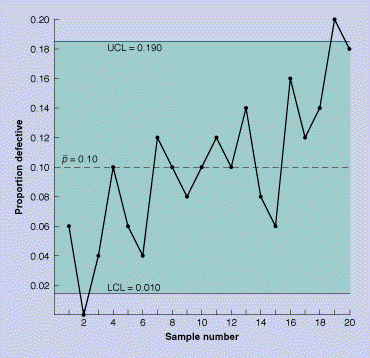 0.20
UCL = 0.190
0.18
0.16
0.14
0.12
p̄ = 0.10
0.10
0.08
0.06
0.04
0.02
LCL = 0.010
2 4 6 8 10 12 14 16 18 20
Sample number
Proportion defective